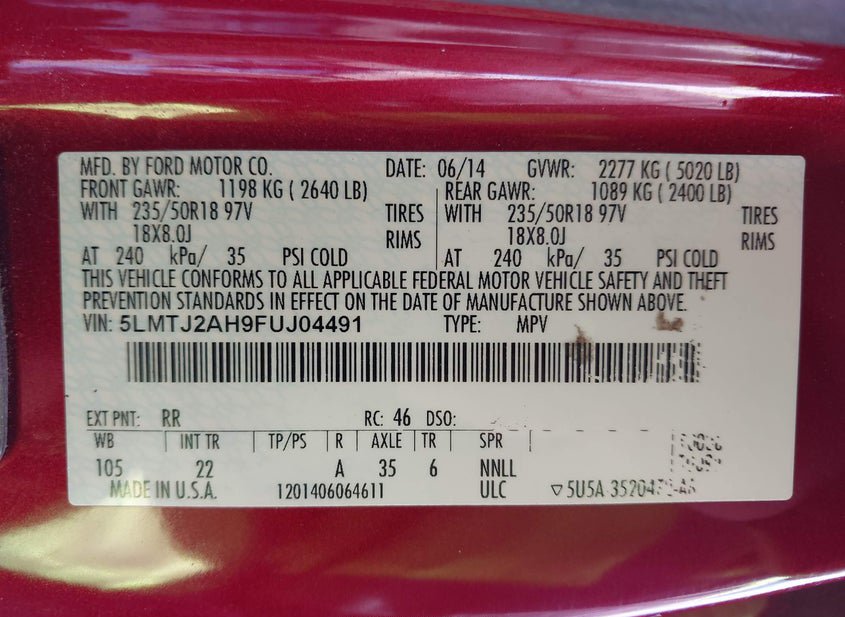 MFD. BY FORD MOTOR CO. DATE: 06/14 GVWR: 2277 KG ( 5020 LB)
FRONT GAWR: 1198 KG ( 2640 LB) REAR GAWR: 1089 KG ( 2400 LB)
WITH 235/50R18 97V TIRES WITH 235/50R18 97V TIRES
18X8.0J RIMS 18X8.0J RIMS
AT 240 kPa/ 35 PSI COLD AT 240 kPa/ 35 PSI COLD
THIS VEHICLE CONFORMS TO ALL APPLICABLE FEDERAL MOTOR VEHICLE SAFETY AND THEFT
PREVENTION STANDARDS IN EFFECT ON THE DATE OF MANUFACTURE SHOWN ABOVE.
VIN: 5LMTJ2AH9FUJ04491 TYPE: MPV
EXT PNT: RR RC: 46 DSO:
WB INT TR TP/PS R AXLE TR SPR
105 22 A 35 6 NNLL
MADE IN U.S.A. 1201406064611 ULC 5U5A